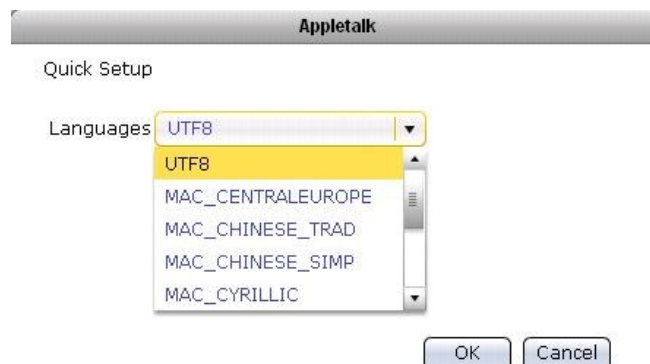 Appletalk
Quick Setup
Languages UTF8
UTF8
MAC_CENTRALEUROPE
MAC_CHINESE_TRAD
MAC_CHINESE_SIMP
MAC_CYRILLIC
OK Cancel